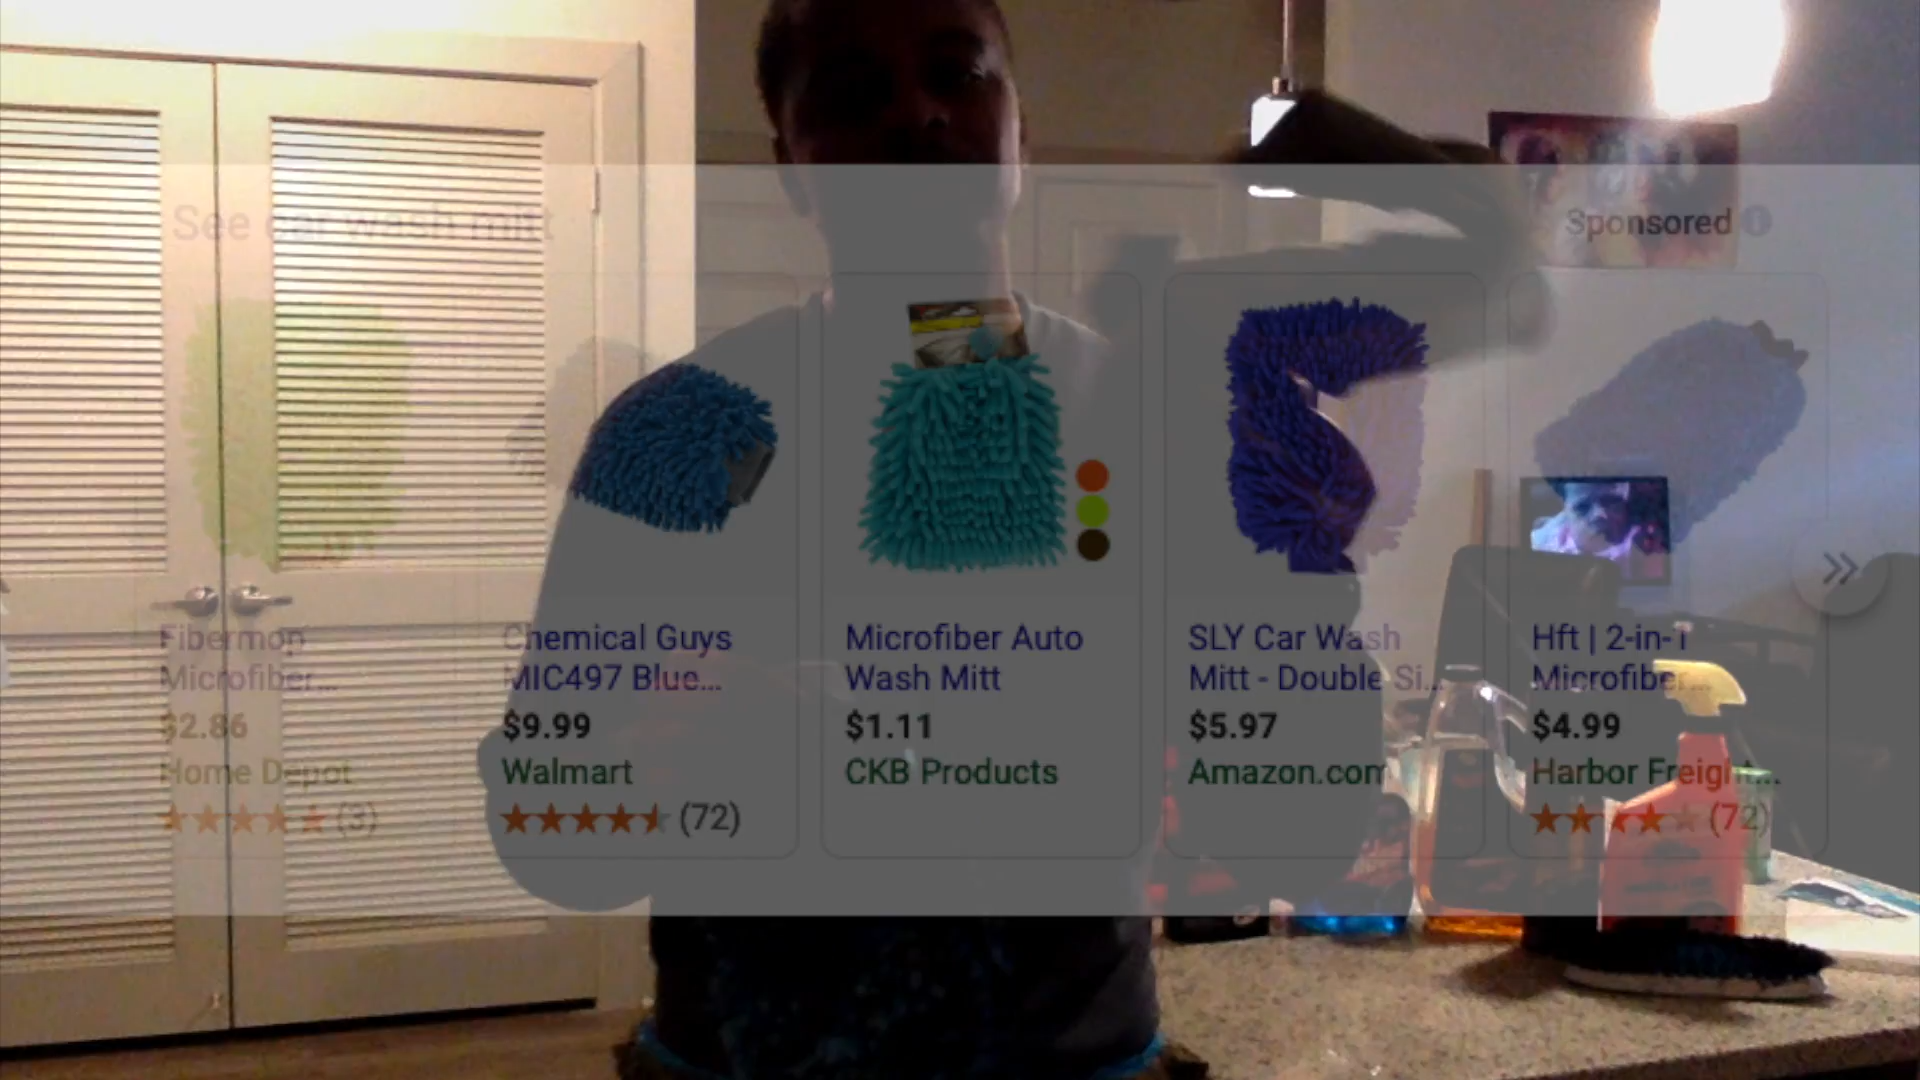 See car wash mitt
Sponsored
Fibermop
Microfiber...
$2.86
Home Depot
(3)
Chemical Guys
MIC497 Blue...
$9.99
Walmart
(72)
Microfiber Auto
Wash Mitt
$1.11
CKB Products
SLY Car Wash
Mitt - Double Si...
$5.97
Amazon.com
Hft | 2-in-1
Microfiber...
$4.99
Harbor Freight...
(72)